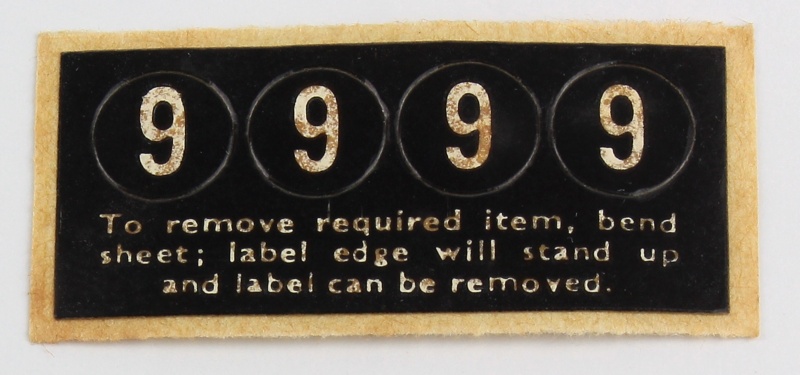 9 9 9 9
To remove required item, bend
sheet; label edge will stand up
and label can be removed.